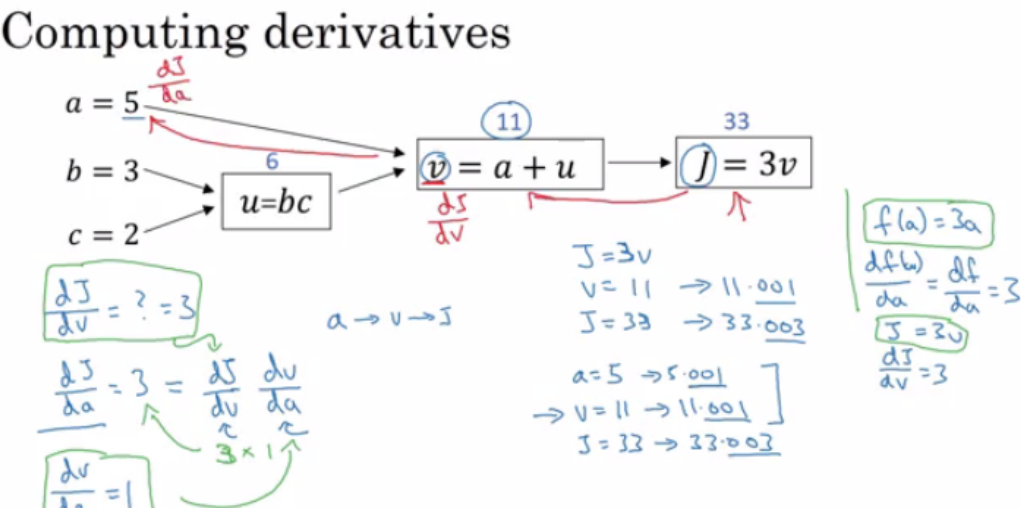 Computing derivatives
dJ/da
a = 5
11
33
b = 3
6
v = a + u
J = 3v
u=bc
c = 2
dJ/dv
f(a) = 3a
J = 3v
df(a)/da = df/da = 3
dJ/dv = ? = 3
v = 11 → 11.001
a → v → J
J = 33 → 33.003
J = 3v
dJ/dv = 3
dJ/da = 3 = dJ/dv dv/da
a = 5 → 5.001
→ v = 11 → 11.001
3 × 1
J = 33 → 33.003
dv/da = 1